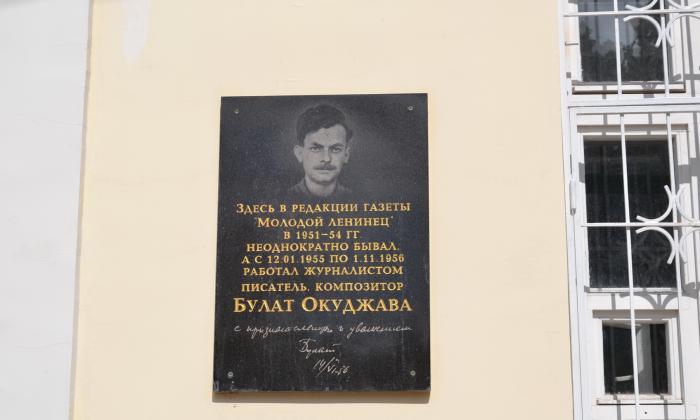 Здесь в редакции газеты
"Молодой ленинец"
в 1951-54 гг.
неоднократно бывал,
а с 12.01.1955 по 1.11.1956
работал журналистом
писатель, композитор
Булат Окуджава
с признательностью и уважением
Булат